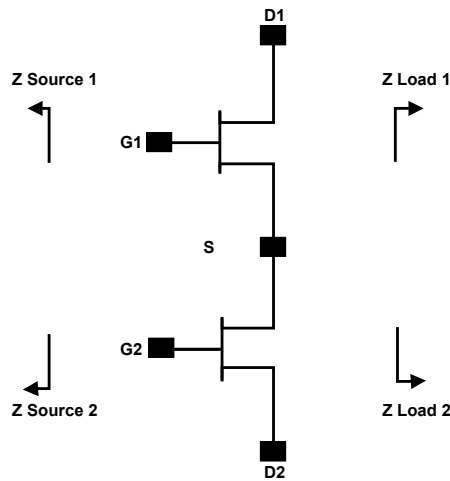 D1
Z Source 1
Z Load 1
G1
S
G2
Z Source 2
Z Load 2
D2